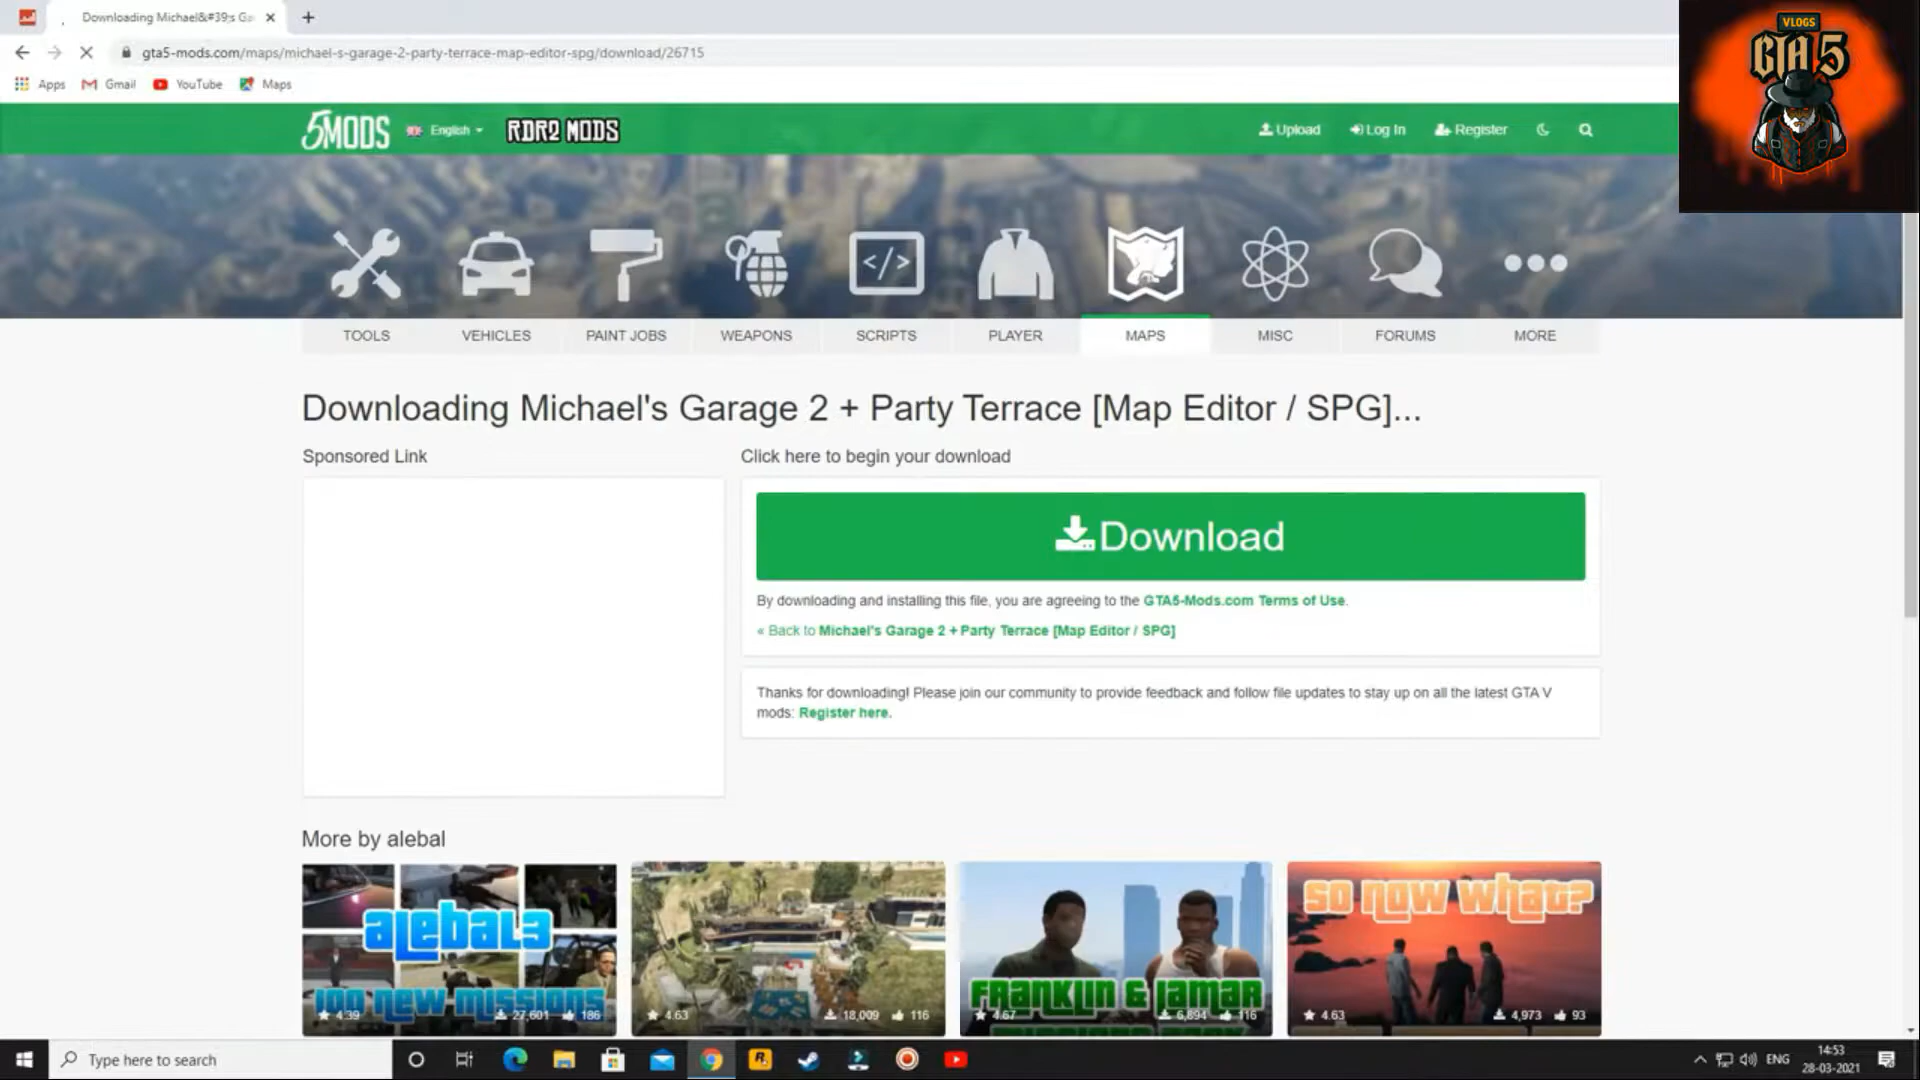 Downloading Michael&#39;s Ga
gta5-mods.com/maps/michael-s-garage-2-party-terrace-map-editor-spg/download/26715
Apps Gmail YouTube Maps
VLOGS
GTA 5
5MODS English RDR2 MODS Upload Log In Register
</>
TOOLS VEHICLES PAINT JOBS WEAPONS SCRIPTS PLAYER MAPS MISC FORUMS MORE
Downloading Michael's Garage 2 + Party Terrace [Map Editor / SPG]...
Sponsored Link
Click here to begin your download
Download
By downloading and installing this file, you are agreeing to the GTA5-Mods.com Terms of Use.
« Back to Michael's Garage 2 + Party Terrace [Map Editor / SPG]
Thanks for downloading! Please join our community to provide feedback and follow file updates to stay up on all the latest GTA V
mods: Register here.
More by alebal
alebal3
100 NEW MISSIONS
4.39 27,601 186
4.63 18,009 116
FRANKLIN & LAMAR
4.67 6,894 116
SO NOW WHAT?
4.63 4,973 93
Type here to search
ENG
14:53
28-03-2021